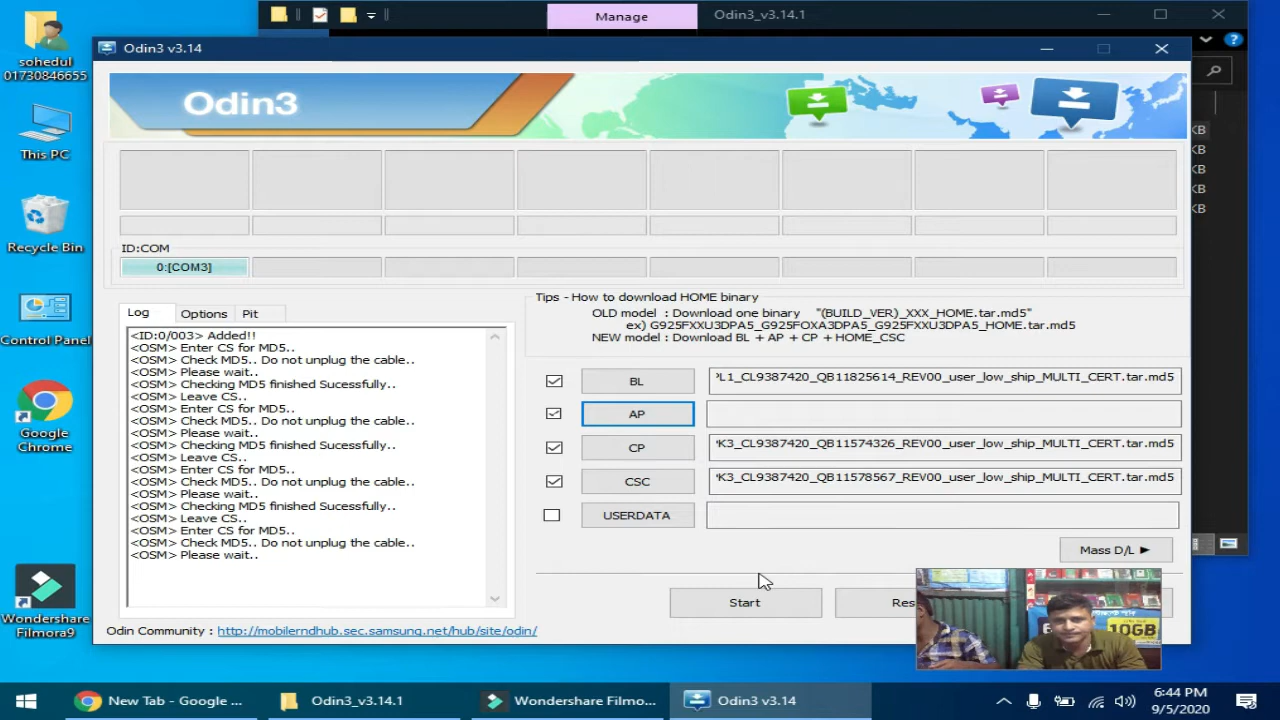 Manage
Odin3_v3.14.1
sohedul
01730846655
This PC
Recycle Bin
Control Panel
Google
Chrome
Wondershare
Filmora9
Odin3 v3.14
Odin3
KB
KB
KB
KB
KB
ID:COM
0:[COM3]
Log
Options
Pit
<ID:0/003> Added!!
<OSM> Enter CS for MD5..
<OSM> Check MD5.. Do not unplug the cable..
<OSM> Please wait..
<OSM> Checking MD5 finished Sucessfully..
<OSM> Leave CS..
<OSM> Enter CS for MD5..
<OSM> Check MD5.. Do not unplug the cable..
<OSM> Please wait..
<OSM> Checking MD5 finished Sucessfully..
<OSM> Leave CS..
<OSM> Enter CS for MD5..
<OSM> Check MD5.. Do not unplug the cable..
<OSM> Please wait..
<OSM> Checking MD5 finished Sucessfully..
<OSM> Leave CS..
<OSM> Enter CS for MD5..
<OSM> Check MD5.. Do not unplug the cable..
<OSM> Please wait..
Tips - How to download HOME binary
OLD model : Download one binary "(BUILD_VER)_XXX_HOME.tar.md5"
ex) G925FXXU3DPA5_G925FOXA3DPA5_G925FXXU3DPA5_HOME.tar.md5
NEW model : Download BL + AP + CP + HOME_CSC
BL
PL1_CL9387420_QB11825614_REV00_user_low_ship_MULTI_CERT.tar.md5
AP
CP
K3_CL9387420_QB11574326_REV00_user_low_ship_MULTI_CERT.tar.md5
CSC
K3_CL9387420_QB11578567_REV00_user_low_ship_MULTI_CERT.tar.md5
USERDATA
Mass D/L ►
Start
Res
10GB
Odin Community : http://mobilerndhub.sec.samsung.net/hub/site/odin/
New Tab - Google ...
Odin3_v3.14.1
Wondershare Filmo...
Odin3 v3.14
6:44 PM
9/5/2020